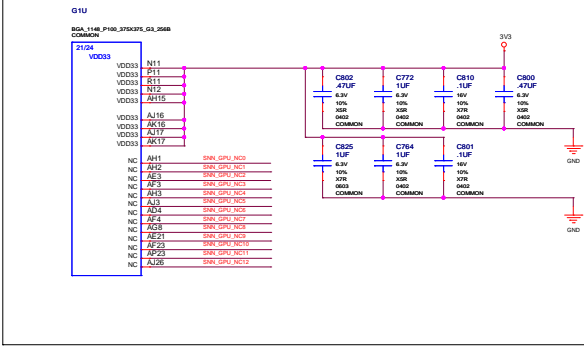 G1U
BGA_1148_P100_375X375_G3_256B
COMMON
21/24
VDD33
VDD33 N11
VDD33 P11
VDD33 R11
VDD33 N12
VDD33 AH15
VDD33 AJ16
VDD33 AK16
VDD33 AJ17
VDD33 AK17
NC AH1 SNN_GPU_NC0
NC AH2 SNN_GPU_NC1
NC AE3 SNN_GPU_NC2
NC AF3 SNN_GPU_NC3
NC AH3 SNN_GPU_NC4
NC AJ3 SNN_GPU_NC5
NC AD4 SNN_GPU_NC6
NC AF4 SNN_GPU_NC7
NC AG8 SNN_GPU_NC8
NC AE21 SNN_GPU_NC9
NC AF23 SNN_GPU_NC10
NC AP23 SNN_GPU_NC11
NC AJ26 SNN_GPU_NC12
3V3
C802
.47UF
6.3V
10%
X5R
0402
COMMON
C772
1UF
6.3V
10%
X5R
0402
COMMON
C810
.1UF
16V
10%
X7R
0402
COMMON
C800
.47UF
6.3V
10%
X5R
0402
COMMON
GND
C825
1UF
6.3V
10%
X7R
0603
COMMON
C764
1UF
6.3V
10%
X5R
0402
COMMON
C801
.1UF
16V
10%
X7R
0402
COMMON
GND